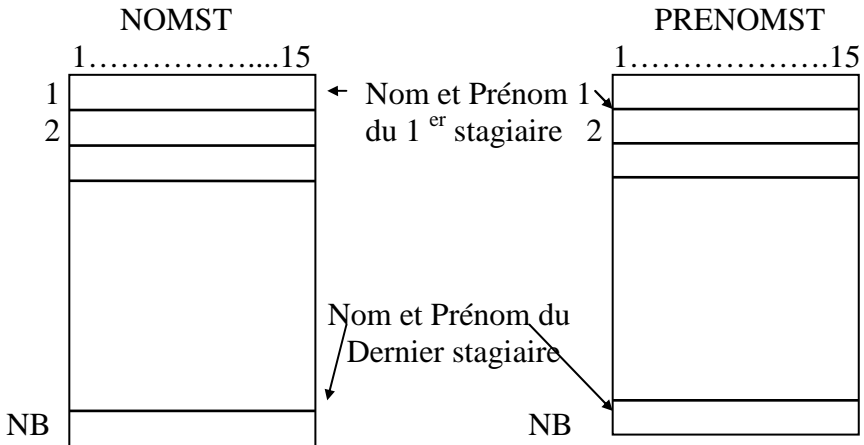 NOMST PRENOMST
1……………....15 1………………..15
1 Nom et Prénom 1
2 du 1 er stagiaire 2
Nom et Prénom du
Dernier stagiaire
NB NB